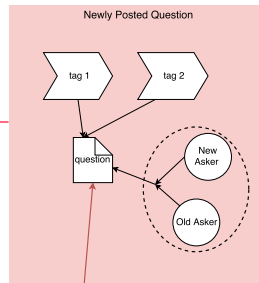 Newly Posted Question
tag 1
tag 2
question
New
Asker
Old Asker